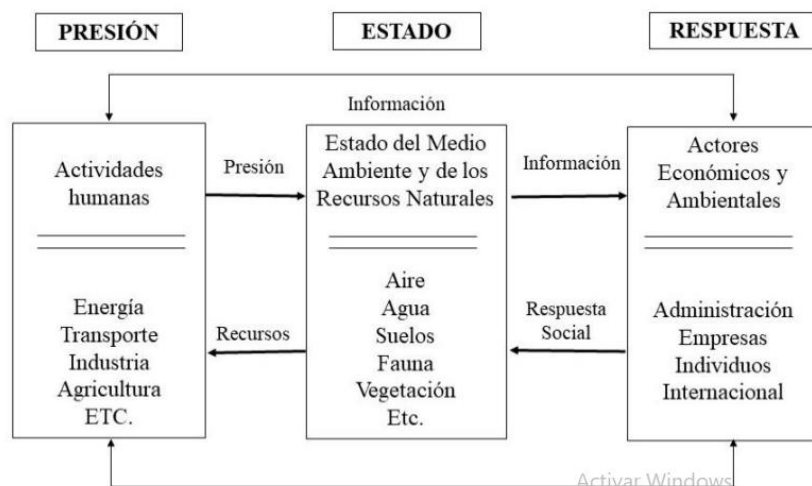 PRESIÓN
ESTADO
RESPUESTA
Información
Actividades
humanas
Energía
Transporte
Industria
Agricultura
ETC.
Presión
Recursos
Estado del Medio
Ambiente y de los
Recursos Naturales
Aire
Agua
Suelos
Fauna
Vegetación
Etc.
Información
Respuesta
Social
Actores
Económicos y
Ambientales
Administración
Empresas
Individuos
Internacional
Activar Windows